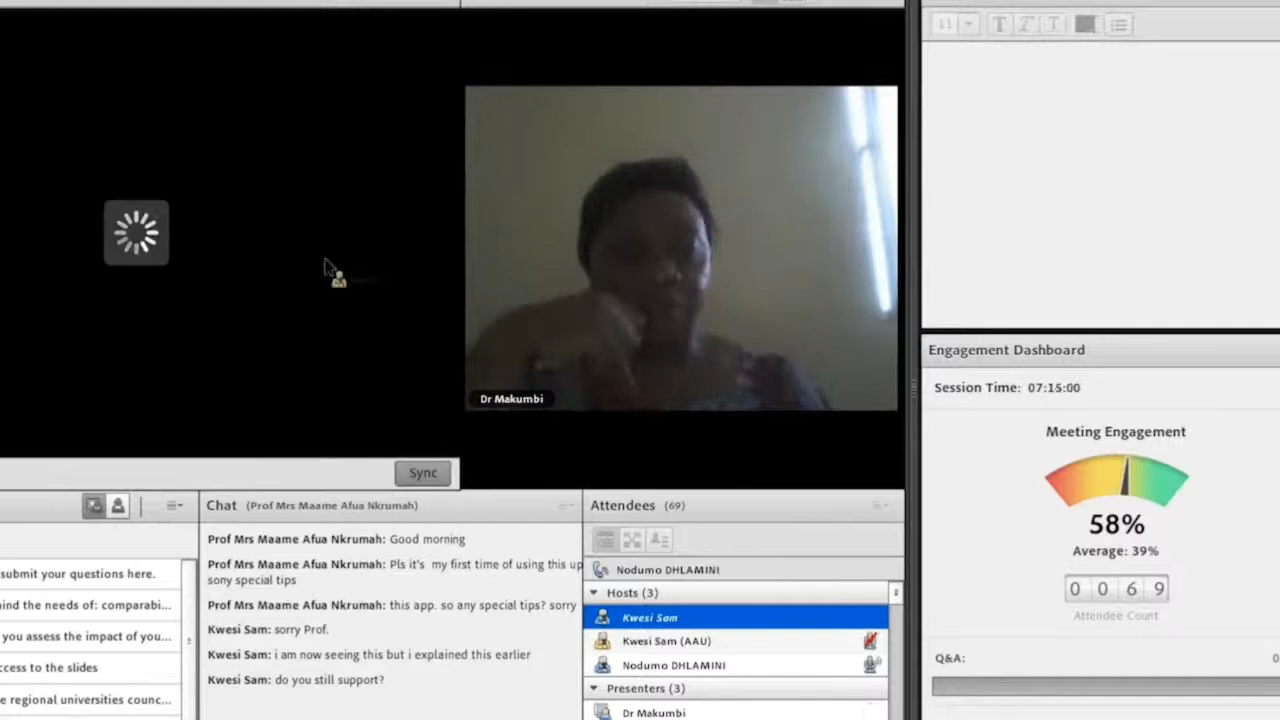 11 T T T
Dr Makumbi
Sync
submit your questions here.
ind the needs of: comparabi...
you assess the impact of you...
ccess to the slides
e regional universities counc...
Chat (Prof Mrs Maame Afua Nkrumah)
Prof Mrs Maame Afua Nkrumah: Good morning
Prof Mrs Maame Afua Nkrumah: Pls it's my first time of using this up
sony special tips
Prof Mrs Maame Afua Nkrumah: this app. so any special tips? sorry
Kwesi Sam: sorry Prof.
Kwesi Sam: i am now seeing this but i explained this earlier
Kwesi Sam: do you still support?
Attendees (69)
Nodumo DHLAMINI
Hosts (3)
Kwesi Sam
Kwesi Sam (AAU)
Nodumo DHLAMINI
Presenters (3)
Dr Makumbi
Engagement Dashboard
Session Time: 07:15:00
Meeting Engagement
58%
Average: 39%
0 0 6 9
Attendee Count
Q&A: